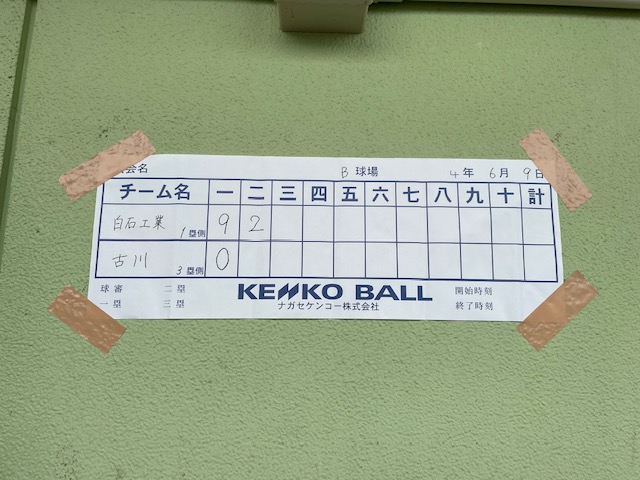 会名 B 球場 4年 6月 9日
チーム名 一 二 三 四 五 六 七 八 九 十 計
白石工業 1塁側 9 2
古川 3塁側 0
球審 二塁 KENKO BALL 開始時刻
一塁 三塁 ナガセケンコー株式会社 終了時刻